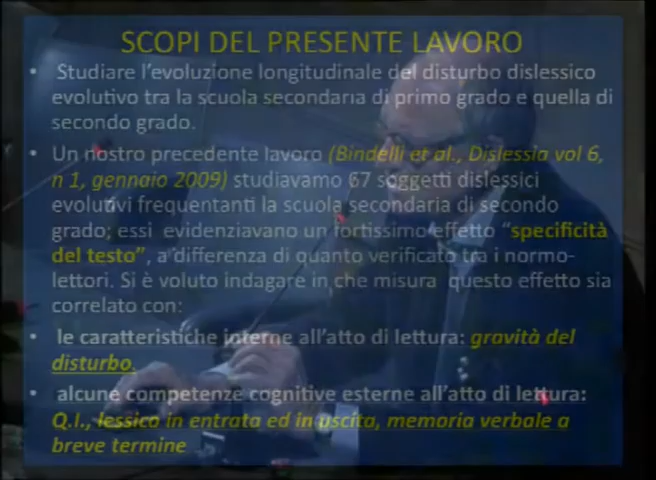 SCOPI DEL PRESENTE LAVORO
• Studiare l'evoluzione longitudinale del disturbo dislessico
evolutivo tra la scuola secondaria di primo grado e quella di
secondo grado.
• Un nostro precedente lavoro (Bindelli et al., Dislessia vol 6,
n 1, gennaio 2009) studiavamo 67 soggetti dislessici
evolutivi frequentanti la scuola secondaria di secondo
grado; essi evidenziavano un fortissimo effetto "specificità
del testo", a differenza di quanto verificato tra i normo-
lettori. Si è voluto indagare in che misura questo effetto sia
correlato con:
• le caratteristiche interne all'atto di lettura: gravità del
disturbo.
• alcune competenze cognitive esterne all'atto di lettura:
Q.I., lessico in entrata ed in uscita, memoria verbale a
breve termine